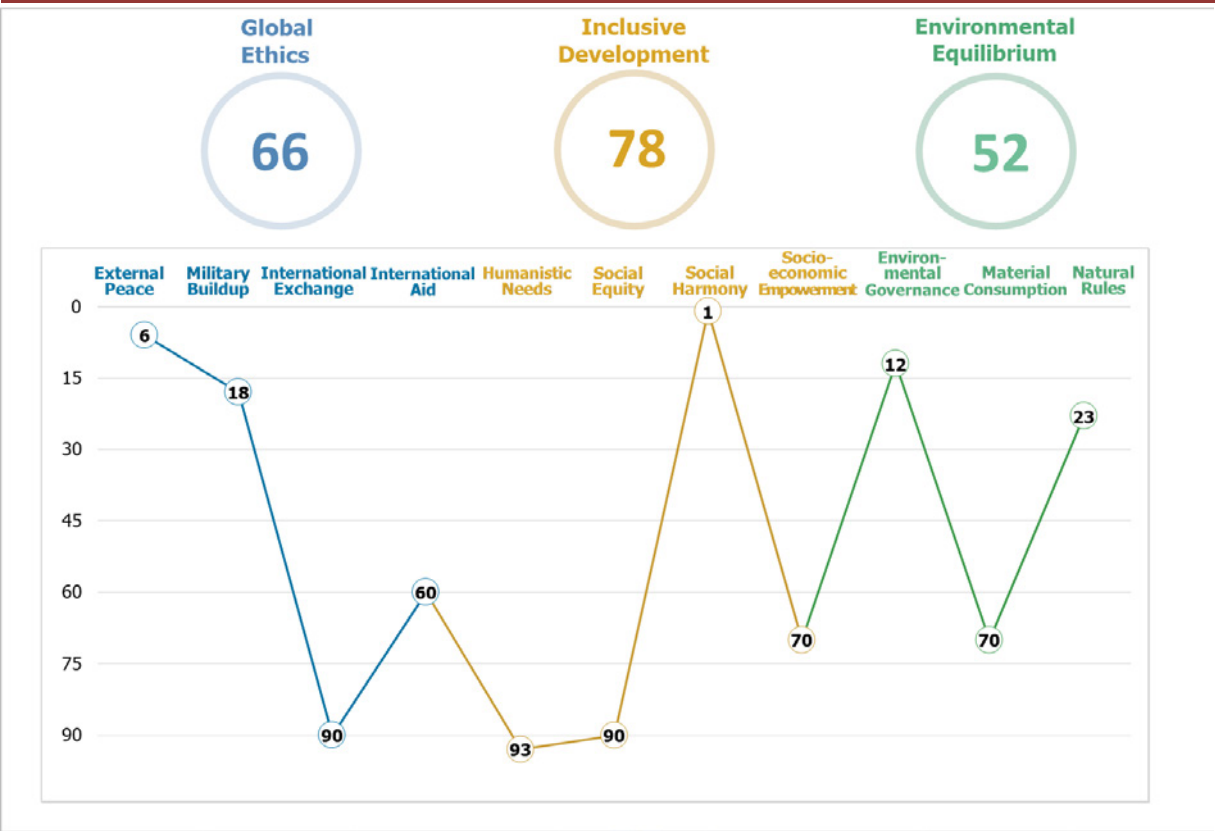 Global
Ethics
66
Inclusive
Development
78
Environmental
Equilibrium
52
External
Peace
Military
Buildup
International
Exchange
International
Aid
Humanistic
Needs
Social
Equity
Social
Harmony
Socio-
economic
Empowerment
Environ-
mental
Governance
Material
Consumption
Natural
Rules
0
15
30
45
60
75
90
6
18
90
60
93
90
1
70
12
70
23